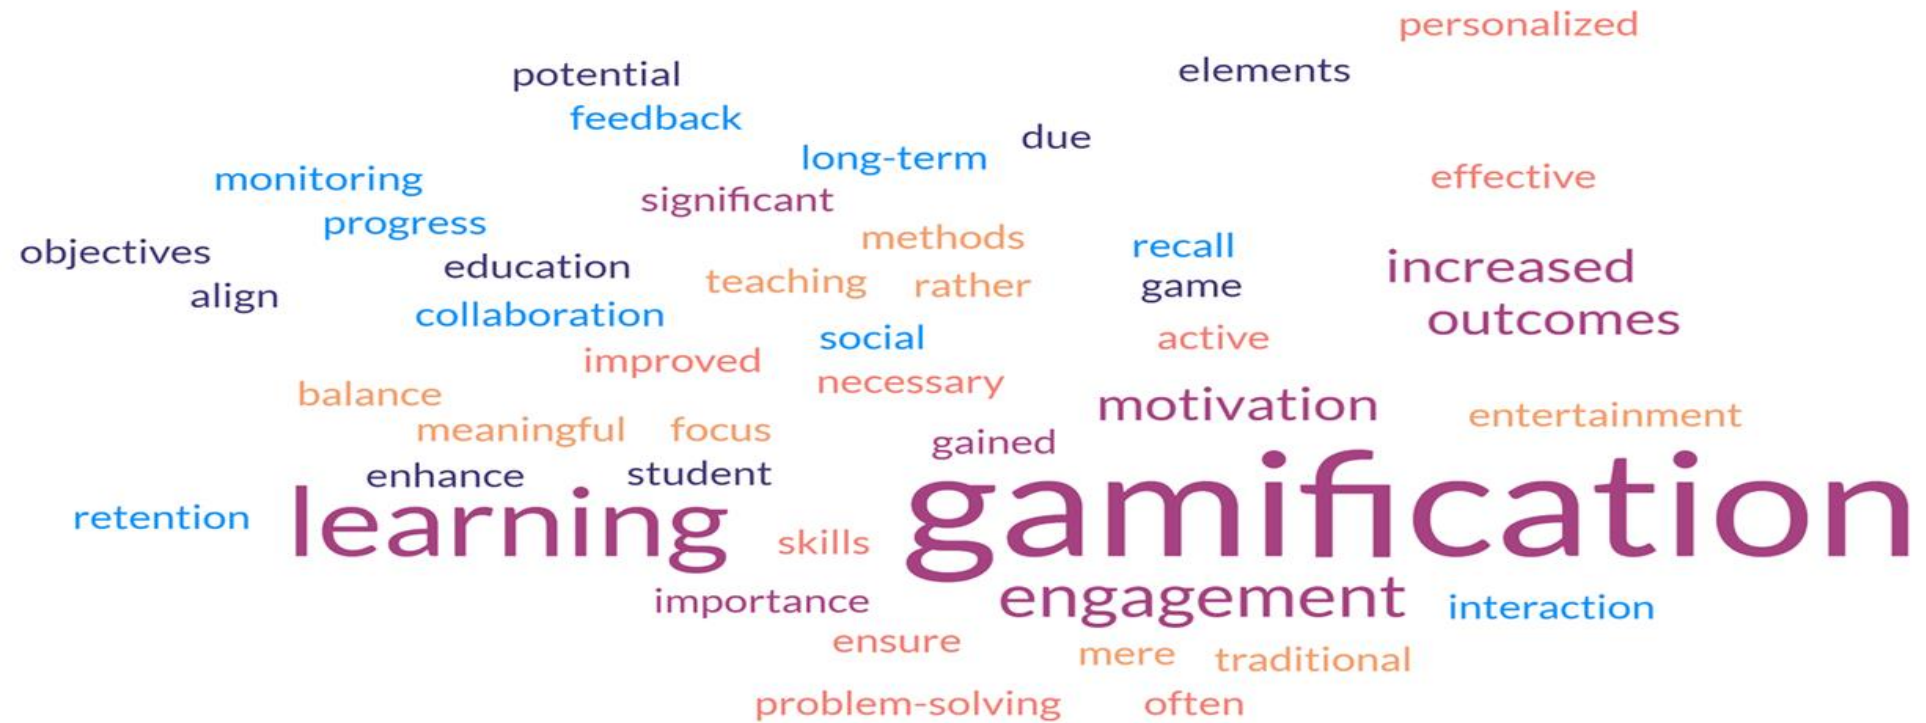 personalized
potential
elements
feedback
due
long-term
monitoring
effective
significant
progress
methods
recall
objectives
education
increased
teaching
rather
game
align
collaboration
outcomes
social
active
improved
necessary
balance
motivation
entertainment
meaningful
focus
gained
enhance
student
retention
learning
skills
gamification
importance
engagement
interaction
ensure
mere
traditional
problem-solving
often